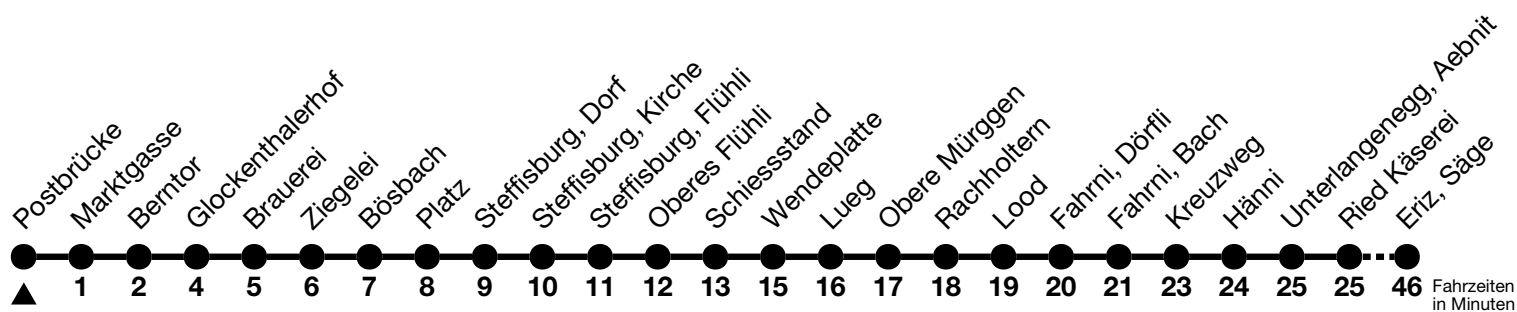 Postbrücke
Marktgasse
Berntor
Glockenthalerhof
Brauerei
Ziegelei
Bösbach
Platz
Steffisburg, Dorf
Steffisburg, Kirche
Steffisburg, Flühli
Oberes Flühli
Schiessstand
Wendeplatte
Lueg
Obere Mürggen
Rachholtern
Lood
Fahrni, Dörfli
Fahrni, Bach
Kreuzweg
Hänni
Unterlangenegg, Aebnit
Ried Käserei
Eriz, Säge
1 2 4 5 6 7 8 9 10 11 12 13 15 16 17 18 19 20 21 23 24 25 25 46
Fahrzeiten
in Minuten